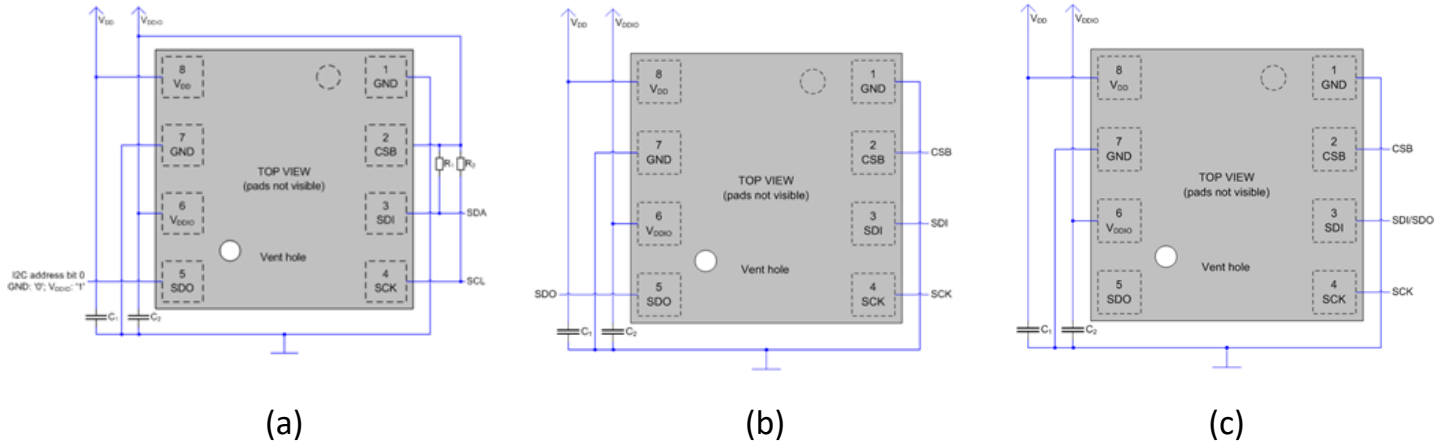 VDD
VDDIO
8
VDD
1
GND
7
GND
2
CSB
R1
R2
TOP VIEW
(pads not visible)
6
VDDIO
3
SDI
SDA
Vent hole
I2C address bit 0
GND: '0'; VDDIO: '1'
5
SDO
4
SCK
SCL
C1
C2
(a)
VDD
VDDIO
8
VDD
1
GND
7
GND
2
CSB
CSB
TOP VIEW
(pads not visible)
6
VDDIO
3
SDI
SDI
Vent hole
SDO
5
SDO
4
SCK
SCK
C1
C2
(b)
VDD
VDDIO
8
VDD
1
GND
7
GND
2
CSB
CSB
TOP VIEW
(pads not visible)
6
VDDIO
3
SDI
SDI/SDO
Vent hole
5
SDO
4
SCK
SCK
C1
C2
(c)